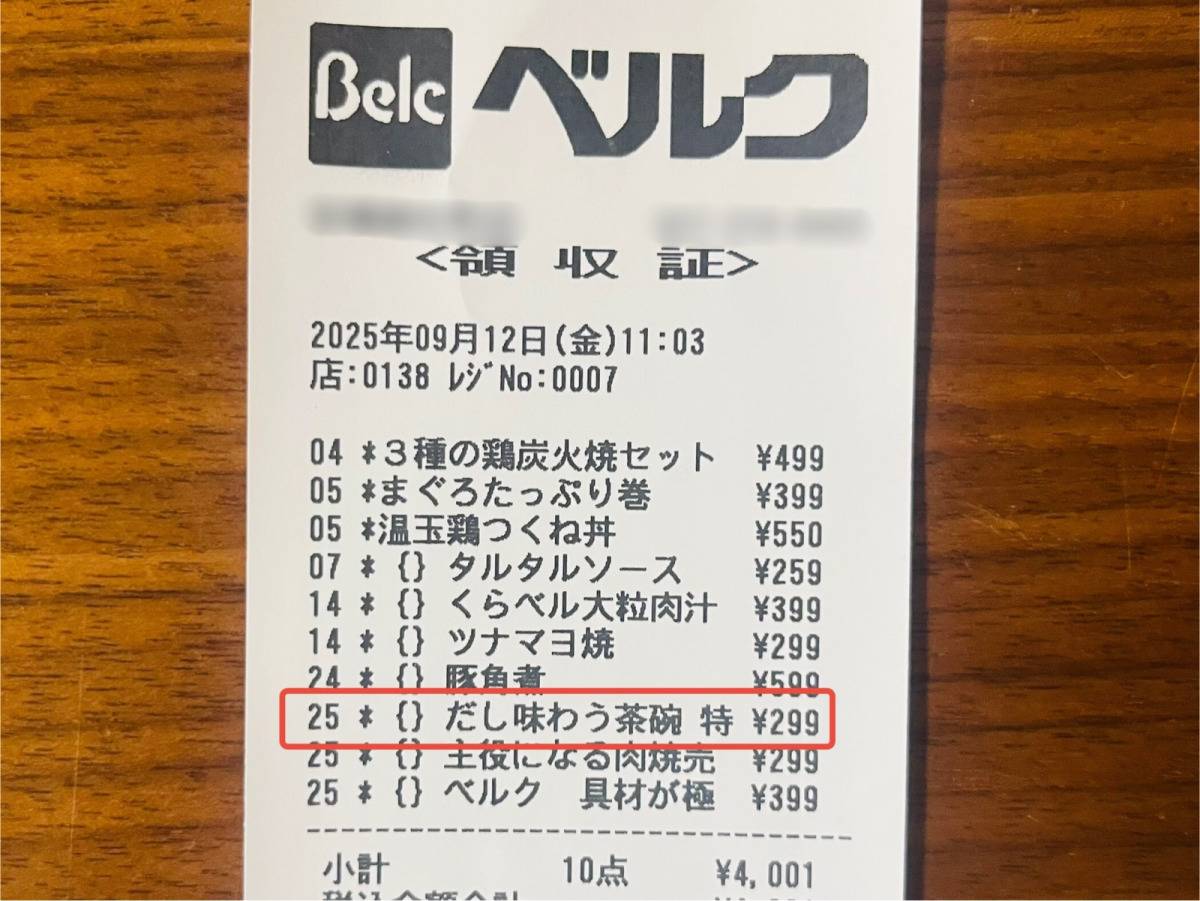 Belc ベルク
<領 収 証>
2025年09月12日(金)11:03
店:0138 ﾚｼﾞNo:0007
04 *3種の鶏炭火焼セット ¥499
05 *まぐろたっぷり巻 ¥399
05 *温玉鶏つくね丼 ¥550
07 * {} タルタルソース ¥259
14 * {} くらベル大粒肉汁 ¥399
14 * {} ツナマヨ焼 ¥299
24 * {} 豚角煮 ¥599
25 * {} だし味わう茶碗 特 ¥299
25 * {} 主役になる肉焼売 ¥299
25 * {} ベルク 具材が極 ¥399
小計 10点 ¥4,001